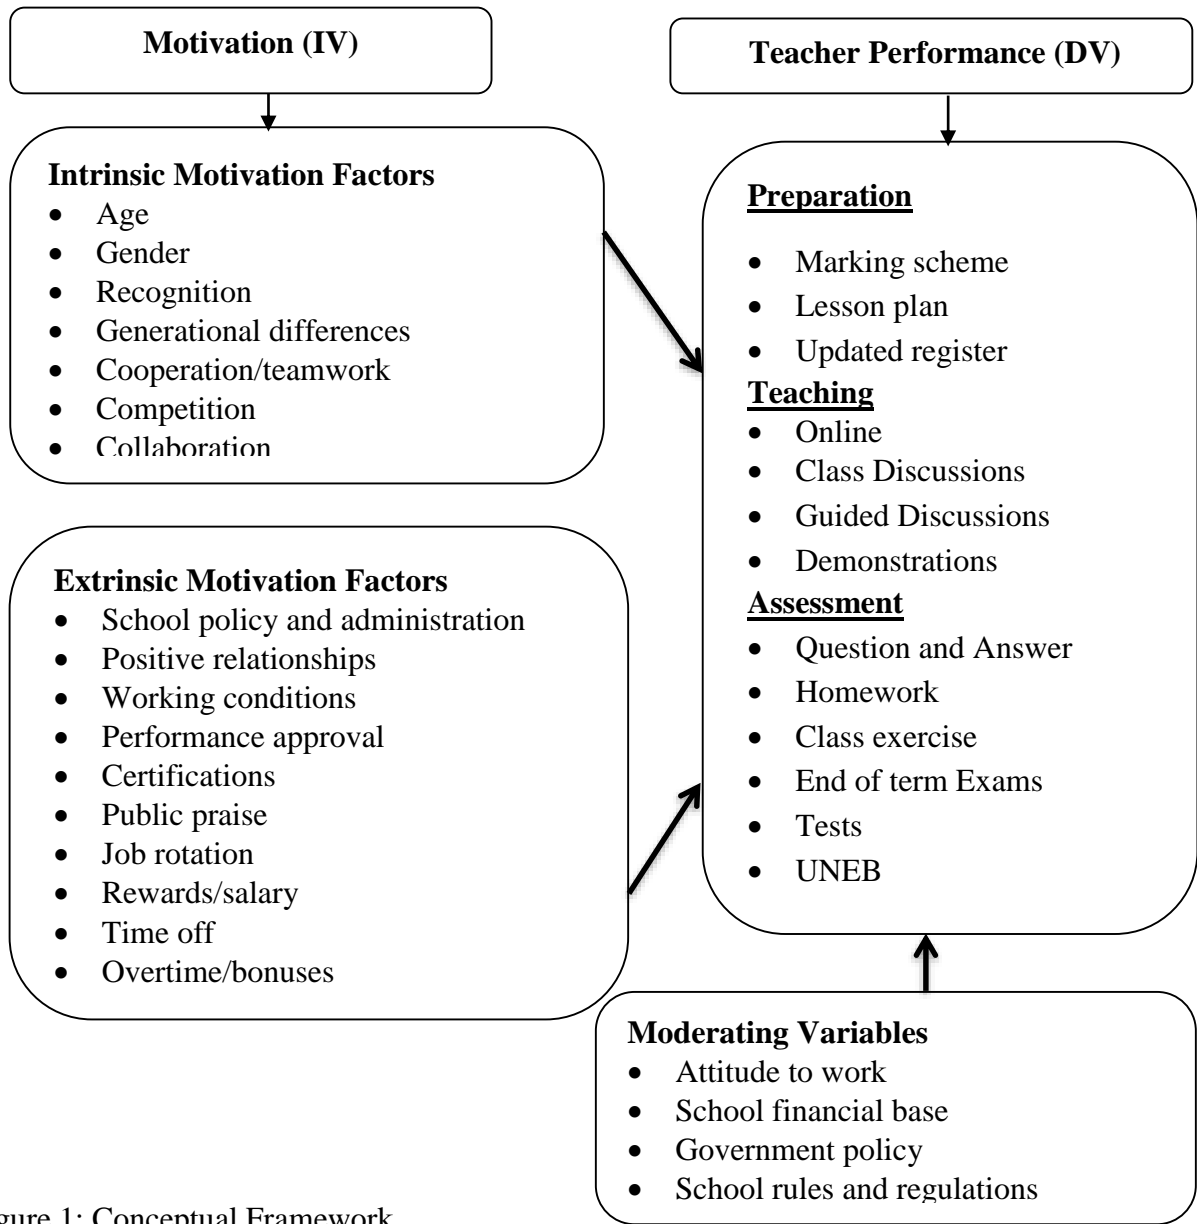 Motivation (IV)
Teacher Performance (DV)
Intrinsic Motivation Factors
• Age
• Gender
• Recognition
• Generational differences
• Cooperation/teamwork
• Competition
• Collaboration
Extrinsic Motivation Factors
• School policy and administration
• Positive relationships
• Working conditions
• Performance approval
• Certifications
• Public praise
• Job rotation
• Rewards/salary
• Time off
• Overtime/bonuses
Preparation
• Marking scheme
• Lesson plan
• Updated register
Teaching
• Online
• Class Discussions
• Guided Discussions
• Demonstrations
Assessment
• Question and Answer
• Homework
• Class exercise
• End of term Exams
• Tests
• UNEB
Moderating Variables
• Attitude to work
• School financial base
• Government policy
• School rules and regulations
gure 1: Conceptual Framework